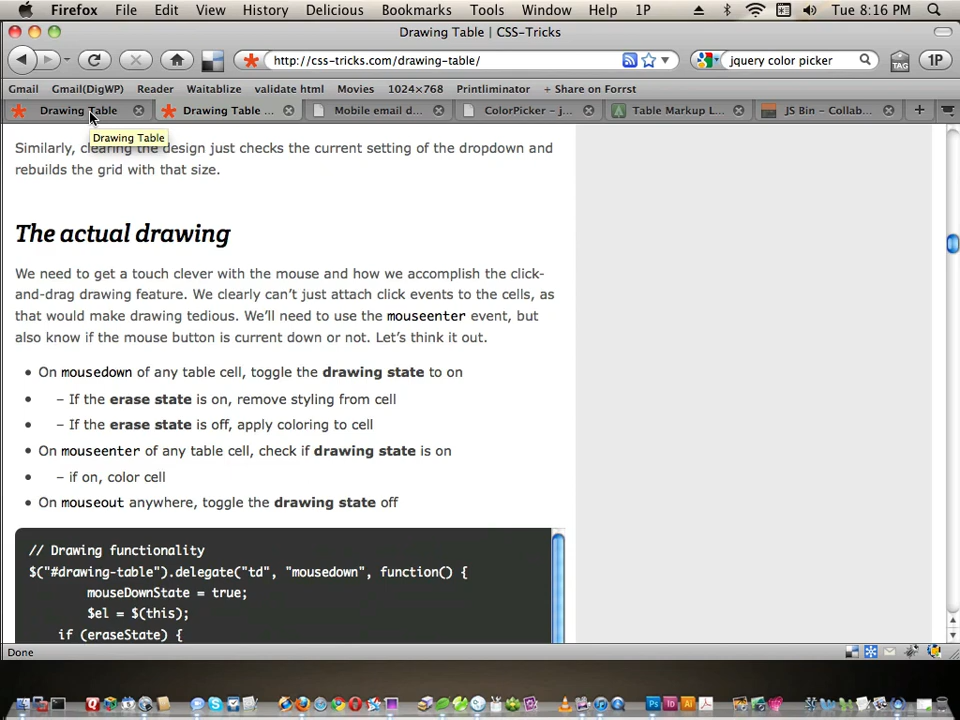 Firefox File Edit View History Delicious Bookmarks Tools Window Help 1P Tue 8:16 PM
Drawing Table | CSS-Tricks
http://css-tricks.com/drawing-table/ jquery color picker TAG 1P
Gmail Gmail(DigWP) Reader Waitablize validate html Movies 1024×768 Printliminator + Share on Forrst
Drawing Table Drawing Table ... Mobile email d... ColorPicker - j... Table Markup L... JS Bin – Collab...
Drawing Table
Similarly, clearing the design just checks the current setting of the dropdown and
rebuilds the grid with that size.
The actual drawing
We need to get a touch clever with the mouse and how we accomplish the click-
and-drag drawing feature. We clearly can't just attach click events to the cells, as
that would make drawing tedious. We'll need to use the mouseenter event, but
also know if the mouse button is current down or not. Let's think it out.
• On mousedown of any table cell, toggle the drawing state to on
• – If the erase state is on, remove styling from cell
• – If the erase state is off, apply coloring to cell
• On mouseenter of any table cell, check if drawing state is on
• – if on, color cell
• On mouseout anywhere, toggle the drawing state off
// Drawing functionality
$("#drawing-table").delegate("td", "mousedown", function() {
mouseDownState = true;
$el = $(this);
if (eraseState) {
Done